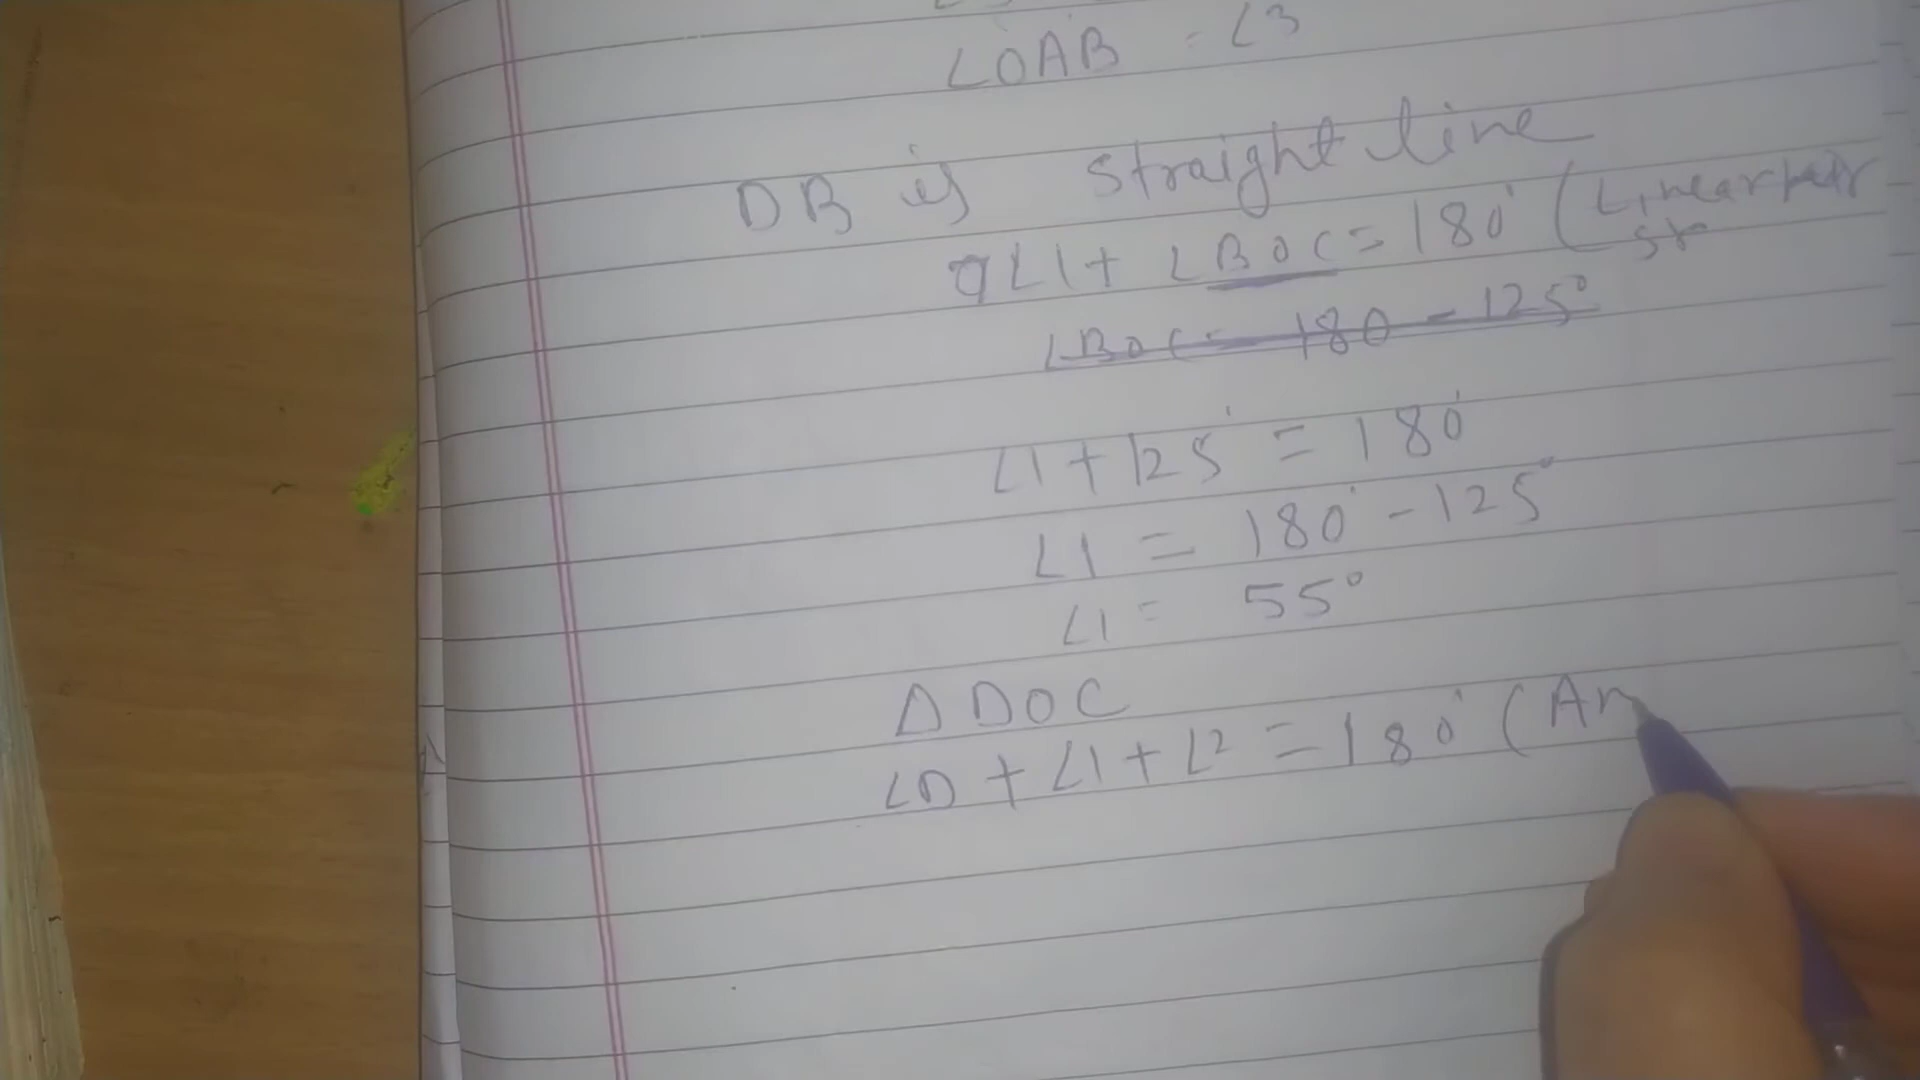 ∠OAB = ∠3
DB is straight line
∠1 + ∠BOC = 180° (Linear pair
∠BOC = 180 - 125°
∠1 + 125° = 180°
∠1 = 180° - 125°
∠1 = 55°
Δ DOC
∠D + ∠1 + ∠2 = 180° (An